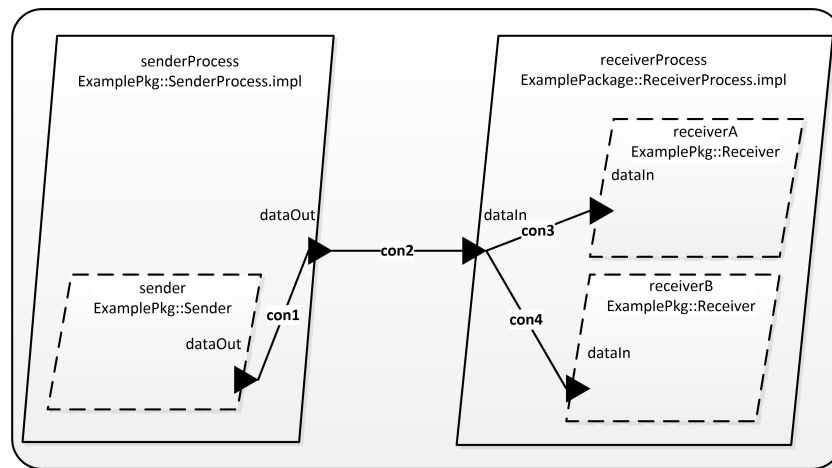 senderProcess
ExamplePkg::SenderProcess.impl
dataOut
sender
ExamplePkg::Sender
dataOut
con1
con2
receiverProcess
ExamplePackage::ReceiverProcess.impl
dataIn
con3
con4
receiverA
ExamplePkg::Receiver
dataIn
receiverB
ExamplePkg::Receiver
dataIn